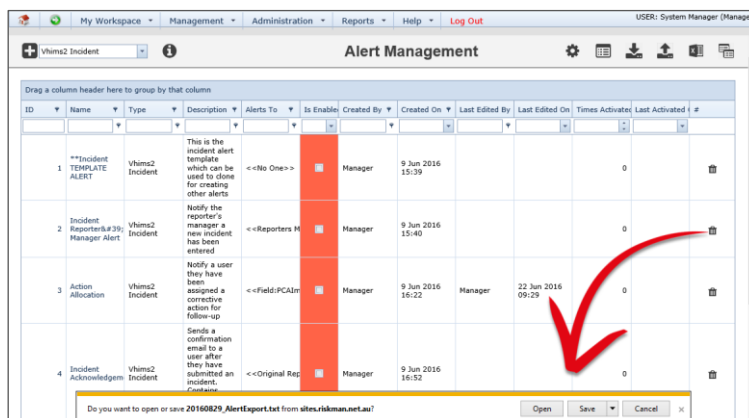 My Workspace Management Administration Reports Help Log Out USER: System Manager (Manage
Vhims2 Incident Alert Management
Drag a column header here to group by that column
ID Name Type Description Alerts To Is Enable Created By Created On Last Edited By Last Edited On Times Activated Last Activated #
1 **Incident TEMPLATE ALERT Vhims2 Incident This is the incident alert template which can be used to clone for creating other alerts <<No One>> Manager 9 Jun 2016 15:39 0
2 Incident Reporter&#39; Manager Alert Vhims2 Incident Notify the reporter's manager a new incident has been entered <<Reporters M Manager 9 Jun 2016 15:40 0
3 Action Allocation Vhims2 Incident Notify a user they have been assigned a corrective action for follow-up <<Field:PCAIm Manager 9 Jun 2016 16:22 Manager 22 Jun 2016 09:29 0
4 Incident Acknowledgem Vhims2 Incident Sends a confirmation email to a user after they have submitted an incident. Contains <<Original Rep Manager 9 Jun 2016 16:52 0
Do you want to open or save 20160829_AlertExport.txt from sites.riskman.net.au? Open Save Cancel ×